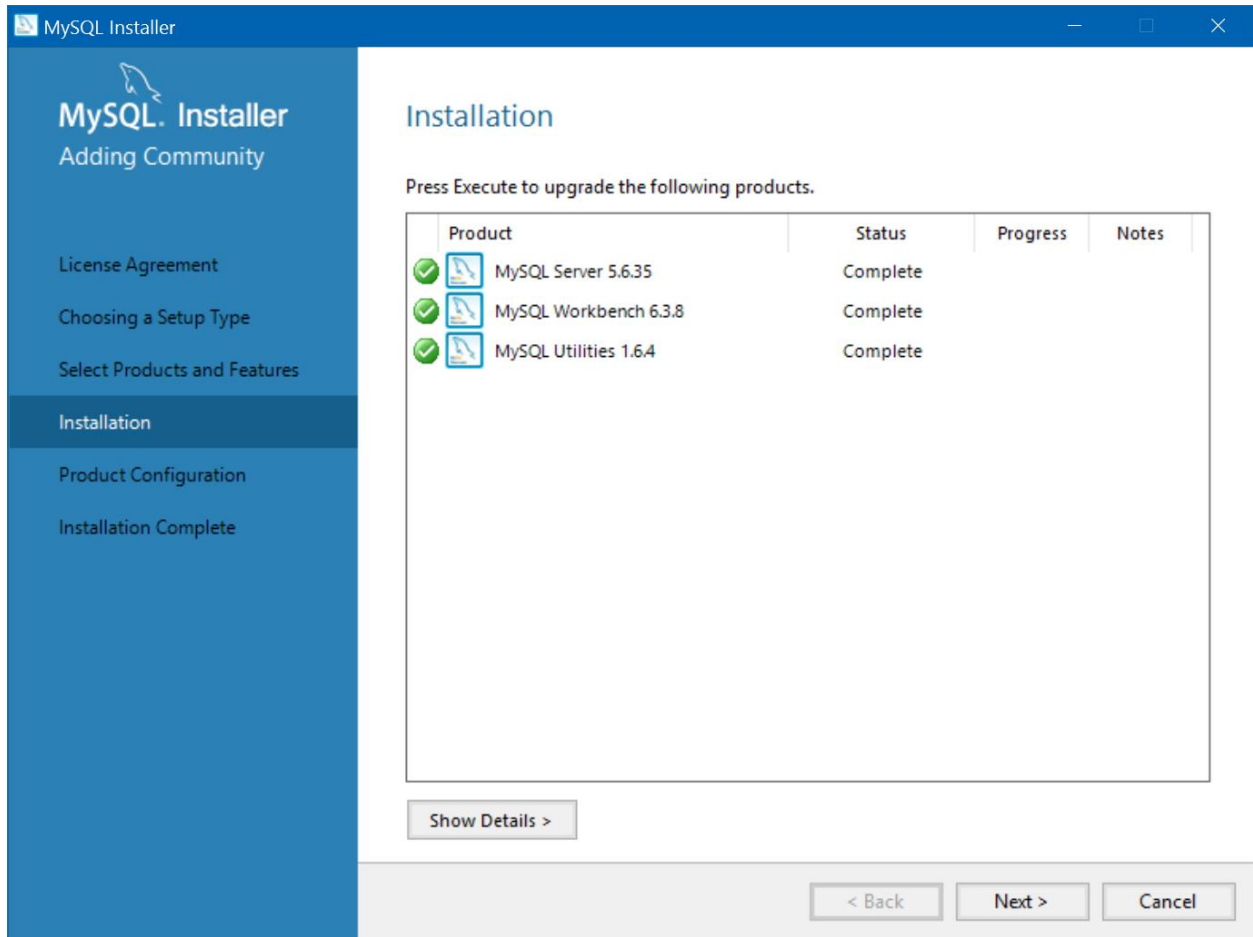 MySQL Installer
MySQL. Installer
Adding Community
License Agreement
Choosing a Setup Type
Select Products and Features
Installation
Product Configuration
Installation Complete
Installation
Press Execute to upgrade the following products.
Product Status Progress Notes
MySQL Server 5.6.35 Complete
MySQL Workbench 6.3.8 Complete
MySQL Utilities 1.6.4 Complete
Show Details >
< Back Next > Cancel